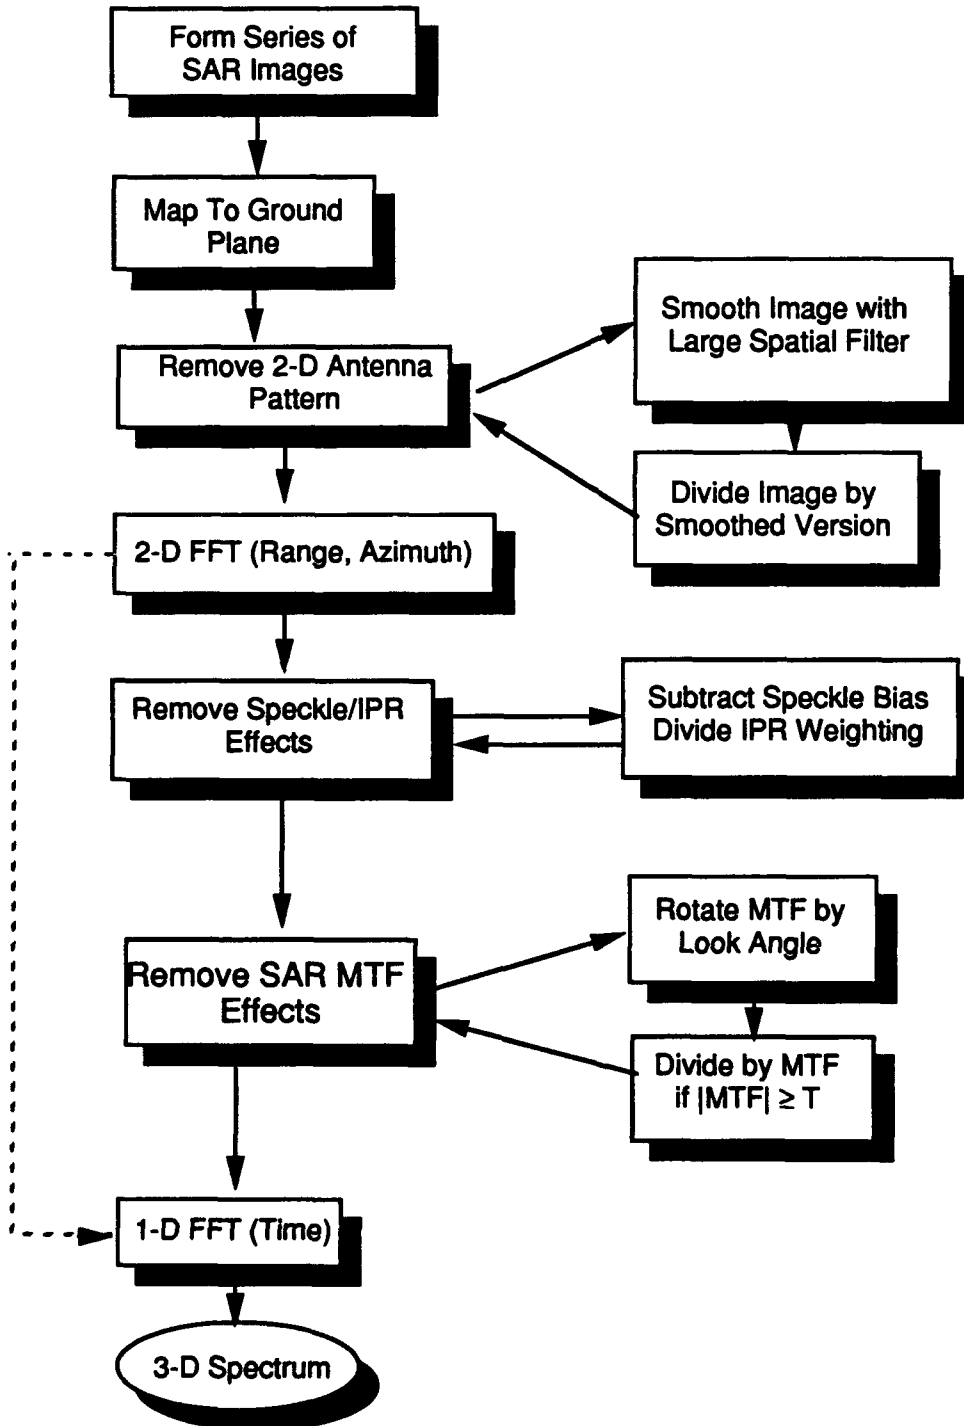 Form Series of
SAR Images
Map To Ground
Plane
Remove 2-D Antenna
Pattern
Smooth Image with
Large Spatial Filter
Divide Image by
Smoothed Version
2-D FFT (Range, Azimuth)
Remove Speckle/IPR
Effects
Subtract Speckle Bias
Divide IPR Weighting
Remove SAR MTF
Effects
Rotate MTF by
Look Angle
Divide by MTF
if |MTF| ≥ T
1-D FFT (Time)
3-D Spectrum